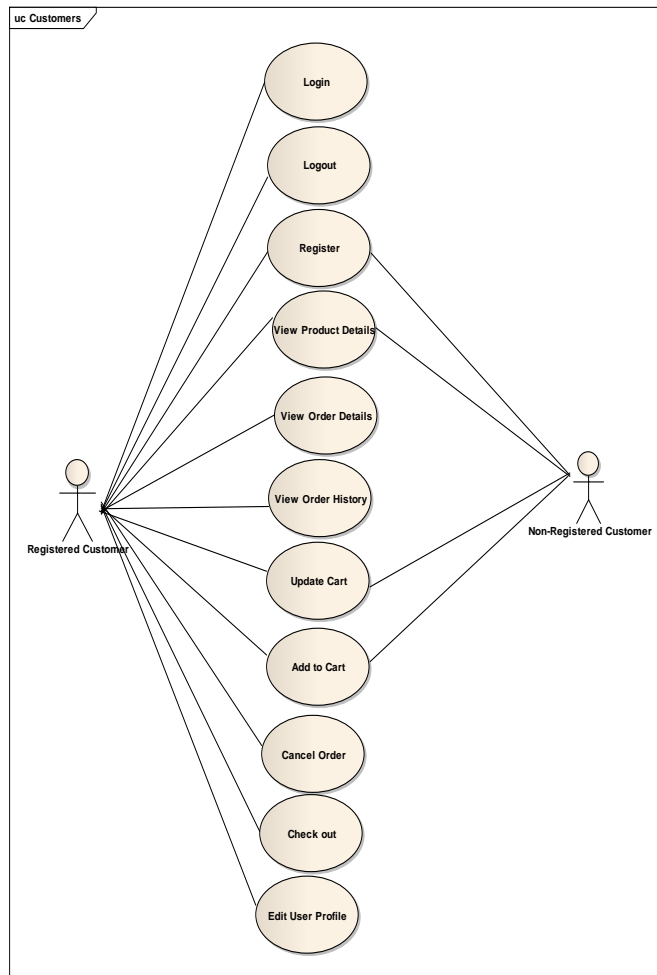 uc Customers
Login
Logout
Register
View Product Details
View Order Details
View Order History
Registered Customer
Non-Registered Customer
Update Cart
Add to Cart
Cancel Order
Check out
Edit User Profile